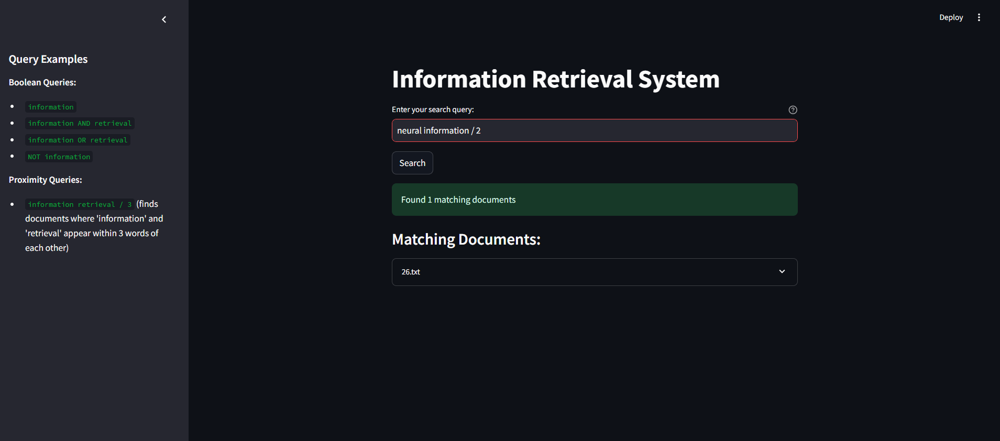 Deploy
Query Examples
Boolean Queries:
information
information AND retrieval
information OR retrieval
NOT information
Proximity Queries:
information retrieval / 3 (finds
documents where 'information' and
'retrieval' appear within 3 words of
each other)
Information Retrieval System
Enter your search query:
neural information / 2
Search
Found 1 matching documents
Matching Documents:
26.txt